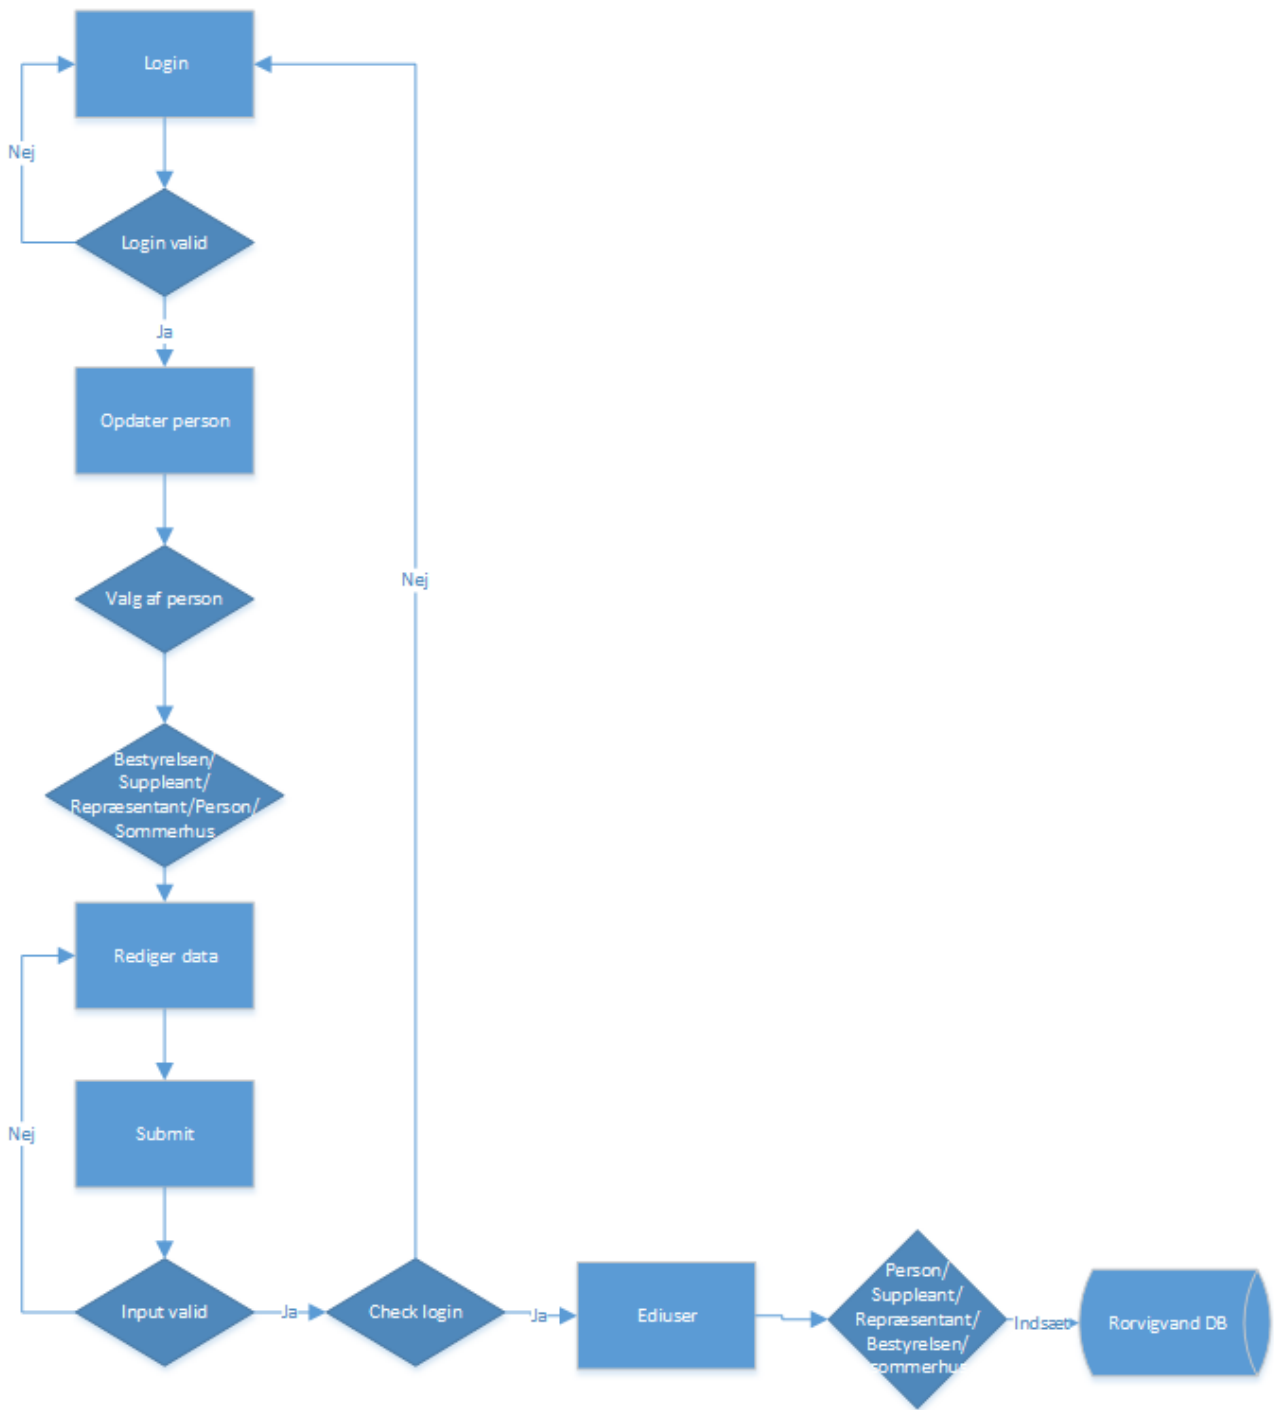 Login
Nej
Login valid
Ja
Opdater person
Valg af person
Nej
Bestyrelsen/
Suppleant/
Repræsentant/Person/
Sommerhus
Rediger data
Submit
Nej
Input valid
Ja
Check login
Ja
Ediuser
Person/
Suppleant/
Repræsentant/
Bestyrelsen/
sommerhus
Indsæt
Rorvigvand DB